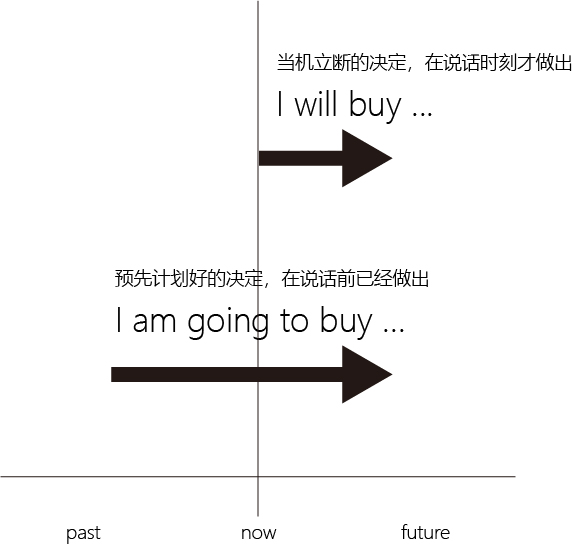 当机立断的决定，在说话时刻才做出
I will buy ...
预先计划好的决定，在说话前已经做出
I am going to buy ...
past now future